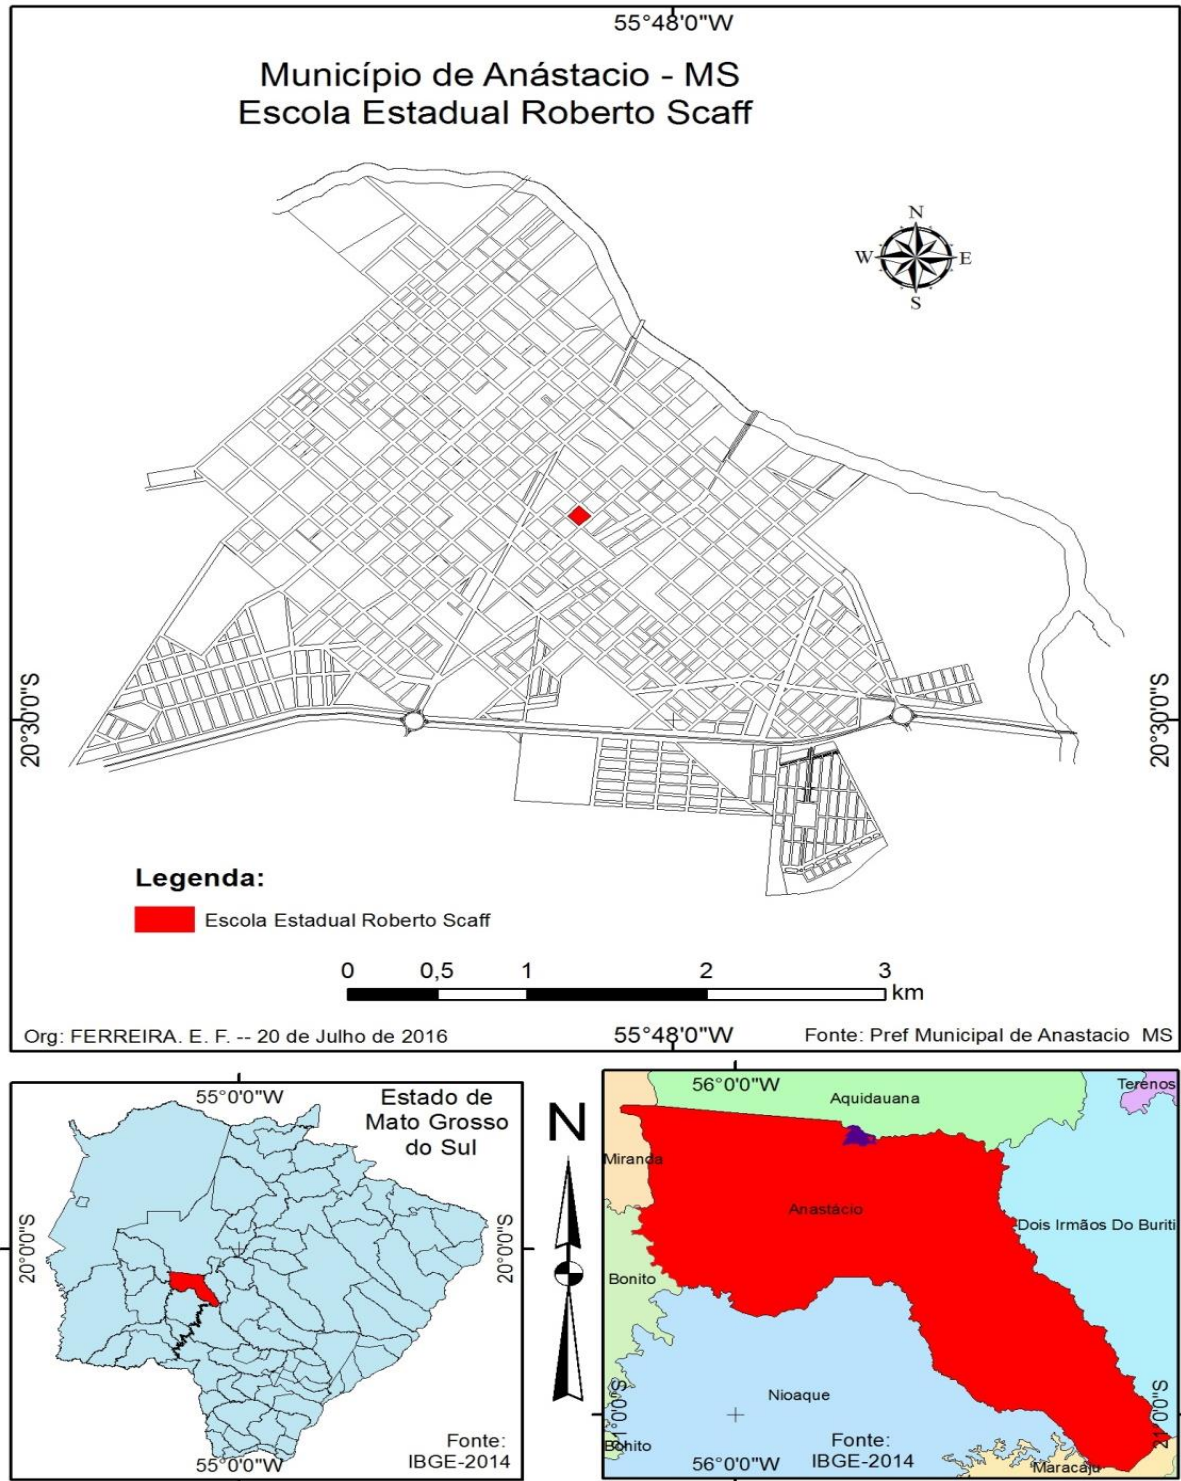 55°48'0"W
Município de Anástacio - MS
Escola Estadual Roberto Scaff
N
W
E
S
20°30'0"S
20°30'0"S
Legenda:
Escola Estadual Roberto Scaff
0 0,5 1 2 3
km
Org: FERREIRA. E. F. -- 20 de Julho de 2016
55°48'0"W
Fonte: Pref Municipal de Anastacio MS
55°0'0"W
Estado de
Mato Grosso
do Sul
20°0'0"S
20°0'0"S
Fonte:
IBGE-2014
55°0'0"W
N
56°0'0"W
Terenos
Aquidauana
Miranda
Anastácio
Dois Irmãos Do Buriti
Bonito
Nioaque
21°0'0"S
21°0'0"S
Bonito
Fonte:
IBGE-2014
Maracaju
56°0'0"W